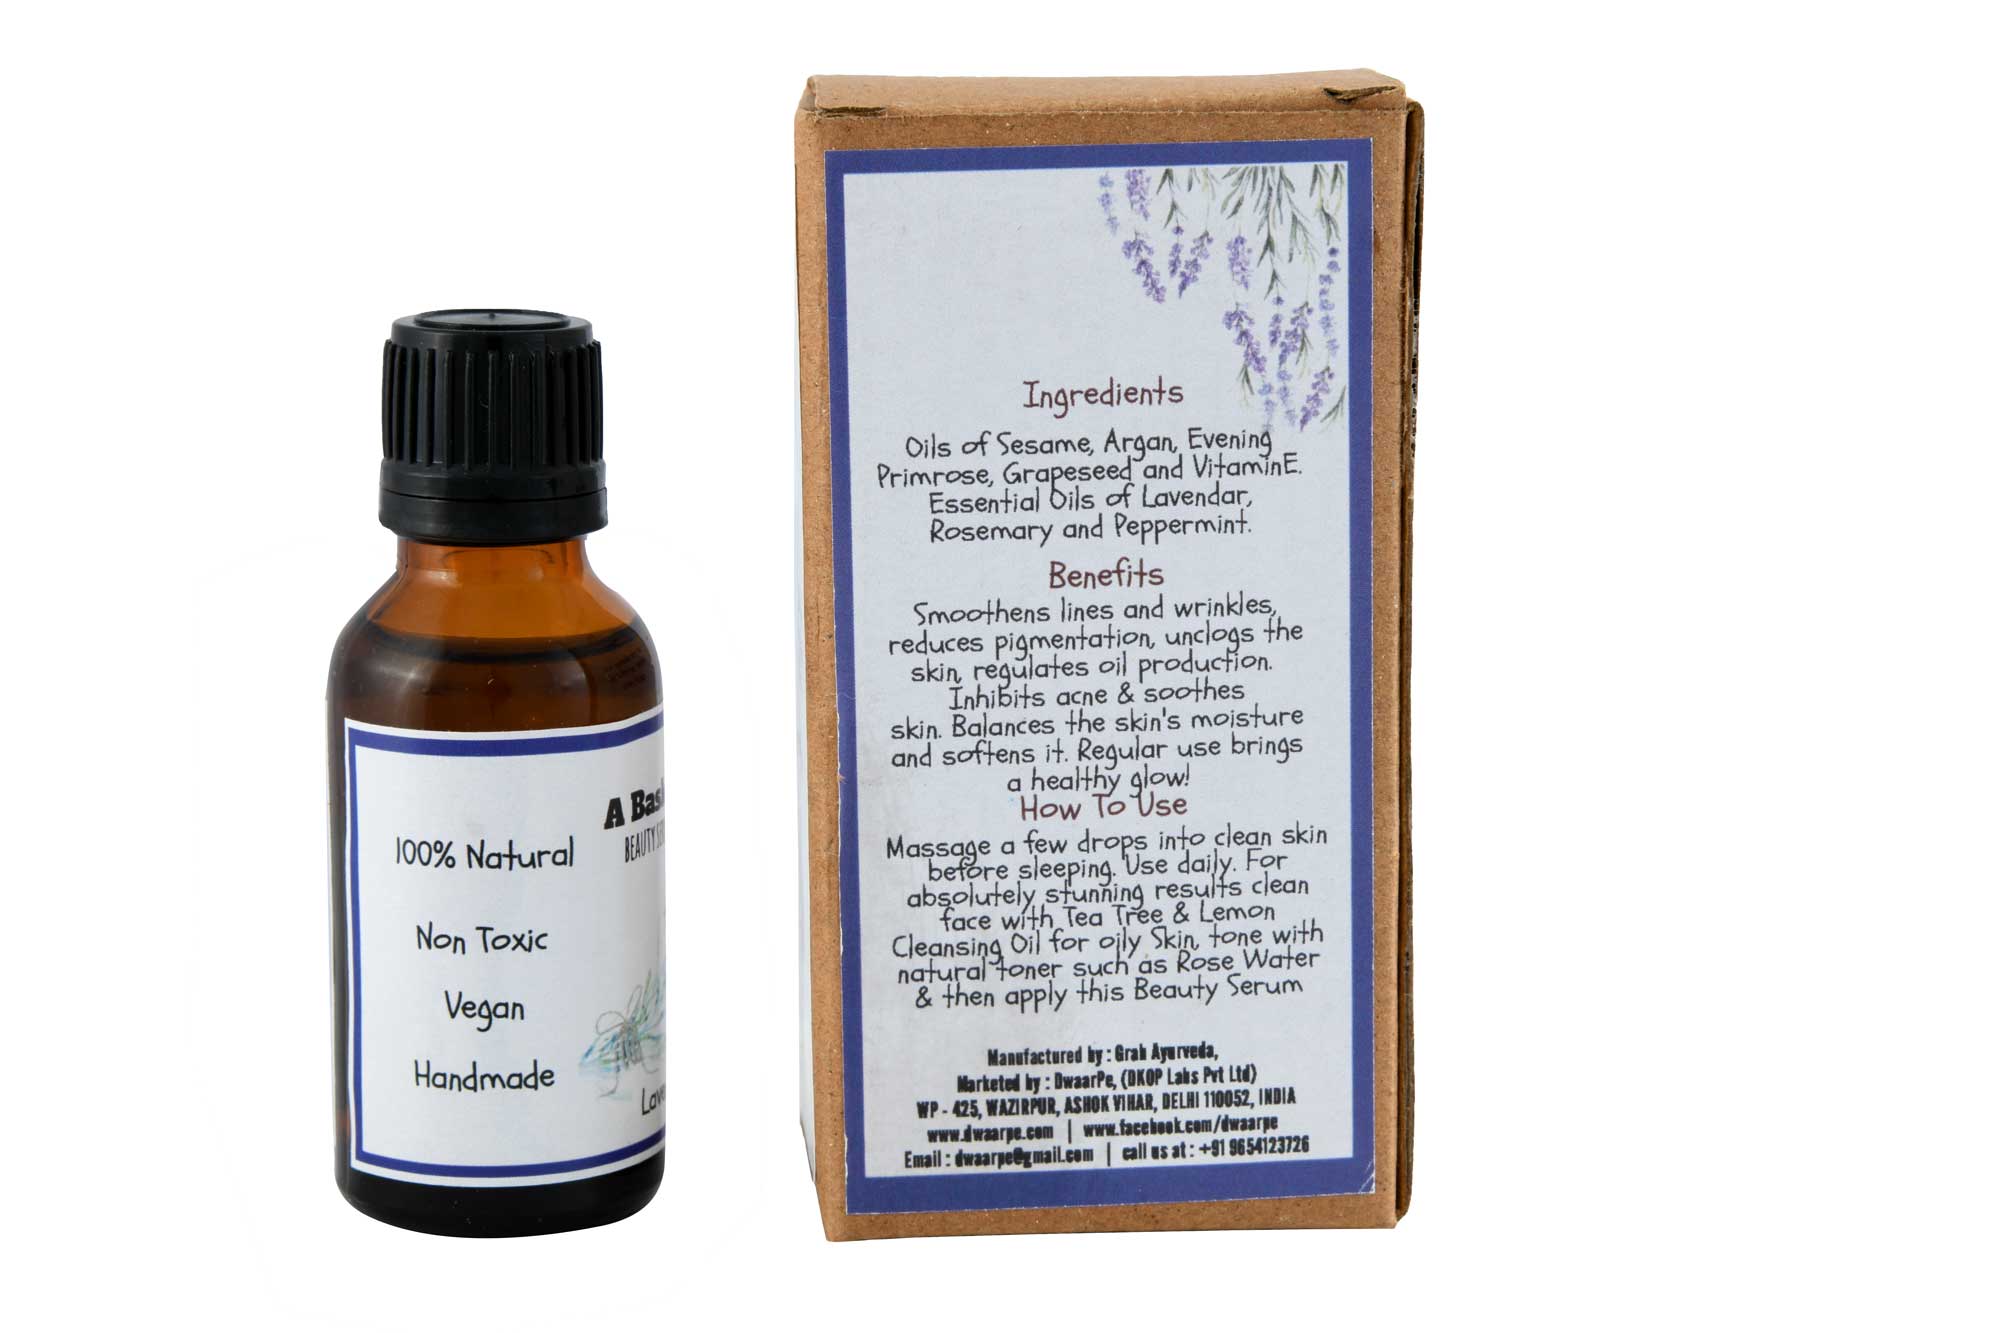 100% Natural
Non Toxic
Vegan
Handmade
A
BEAUTY
Ingredients
Oils of Sesame, Argan, Evening
Primrose, Grapeseed and VitaminE.
Essential Oils of Lavendar,
Rosemary and Peppermint.
Benefits
Smoothens lines and wrinkles,
reduces pigmentation, unclogs the
skin, regulates oil production.
Inhibits acne & soothes
skin. Balances the skin's moisture
and softens it. Regular use brings
a healthy glow!
How To Use
Massage a few drops into clean skin
before sleeping. Use daily. For
absolutely stunning results clean
face with Tea Tree & Lemon
Cleansing Oil for oily Skin, tone with
natural toner such as Rose Water
& then apply this Beauty Serum
Manufactured by : Grah Ayurveda,
Marketed by : DwaarPe, (DKOP Labs Pvt Ltd)
WP - 425, WAZIRPUR, ASHOK VIHAR, DELHI 110052, INDIA
www.dwaarpe.com | www.facebook.com/dwaarpe
Email : dwaarpe@gmail.com | call us at : +91 9654123726